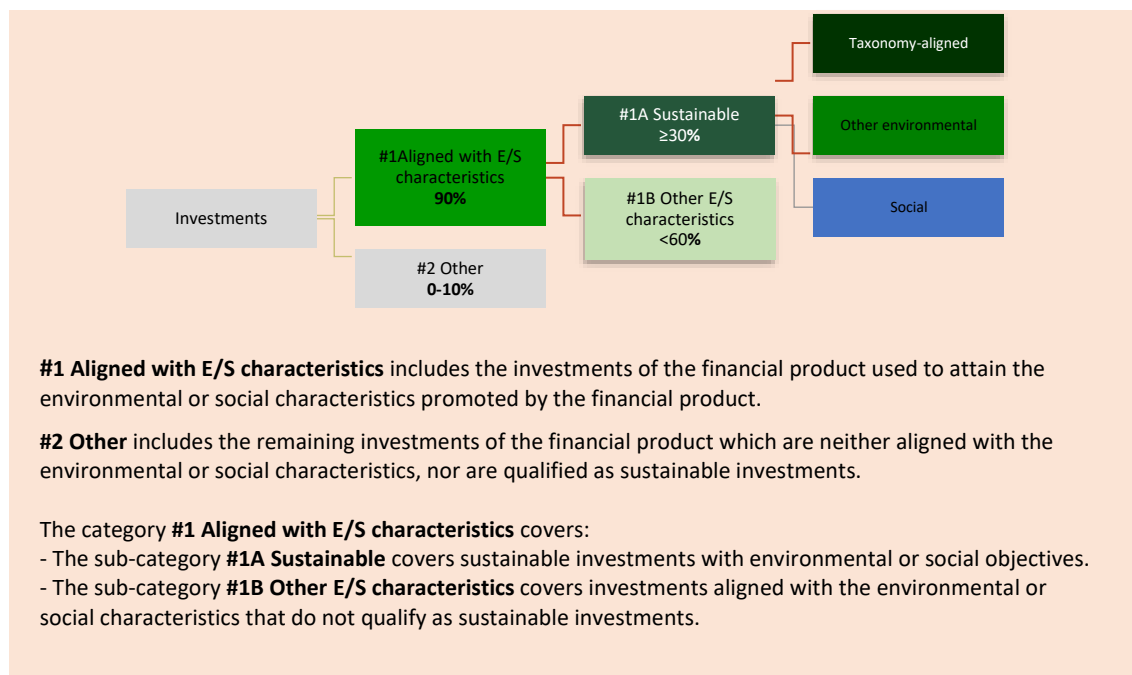 Taxonomy-aligned
#1A Sustainable
≥30%
Other environmental
#1Aligned with E/S
characteristics
90%
#1B Other E/S
characteristics
<60%
Social
Investments
#2 Other
0-10%
#1 Aligned with E/S characteristics includes the investments of the financial product used to attain the
environmental or social characteristics promoted by the financial product.
#2 Other includes the remaining investments of the financial product which are neither aligned with the
environmental or social characteristics, nor are qualified as sustainable investments.
The category #1 Aligned with E/S characteristics covers:
- The sub-category #1A Sustainable covers sustainable investments with environmental or social objectives.
- The sub-category #1B Other E/S characteristics covers investments aligned with the environmental or
social characteristics that do not qualify as sustainable investments.